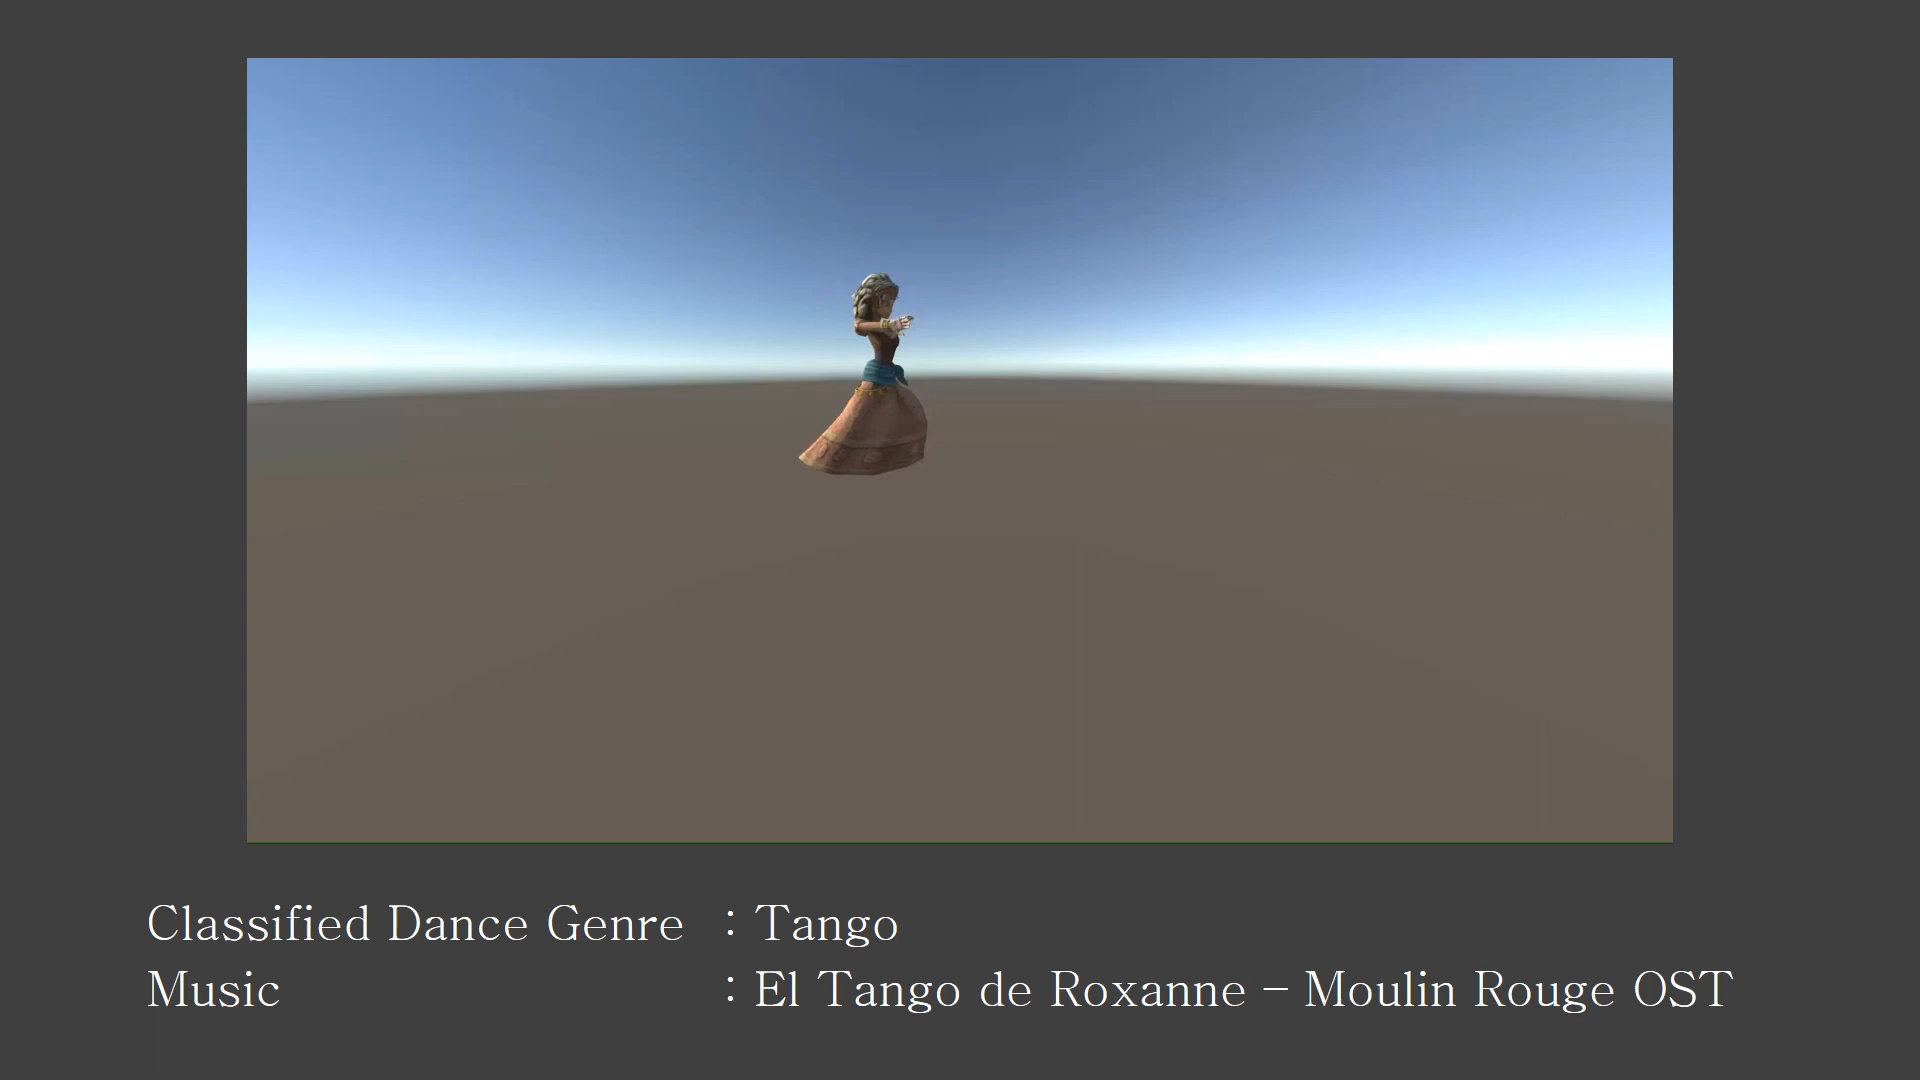 Classified Dance Genre : Tango
Music : El Tango de Roxanne – Moulin Rouge OST